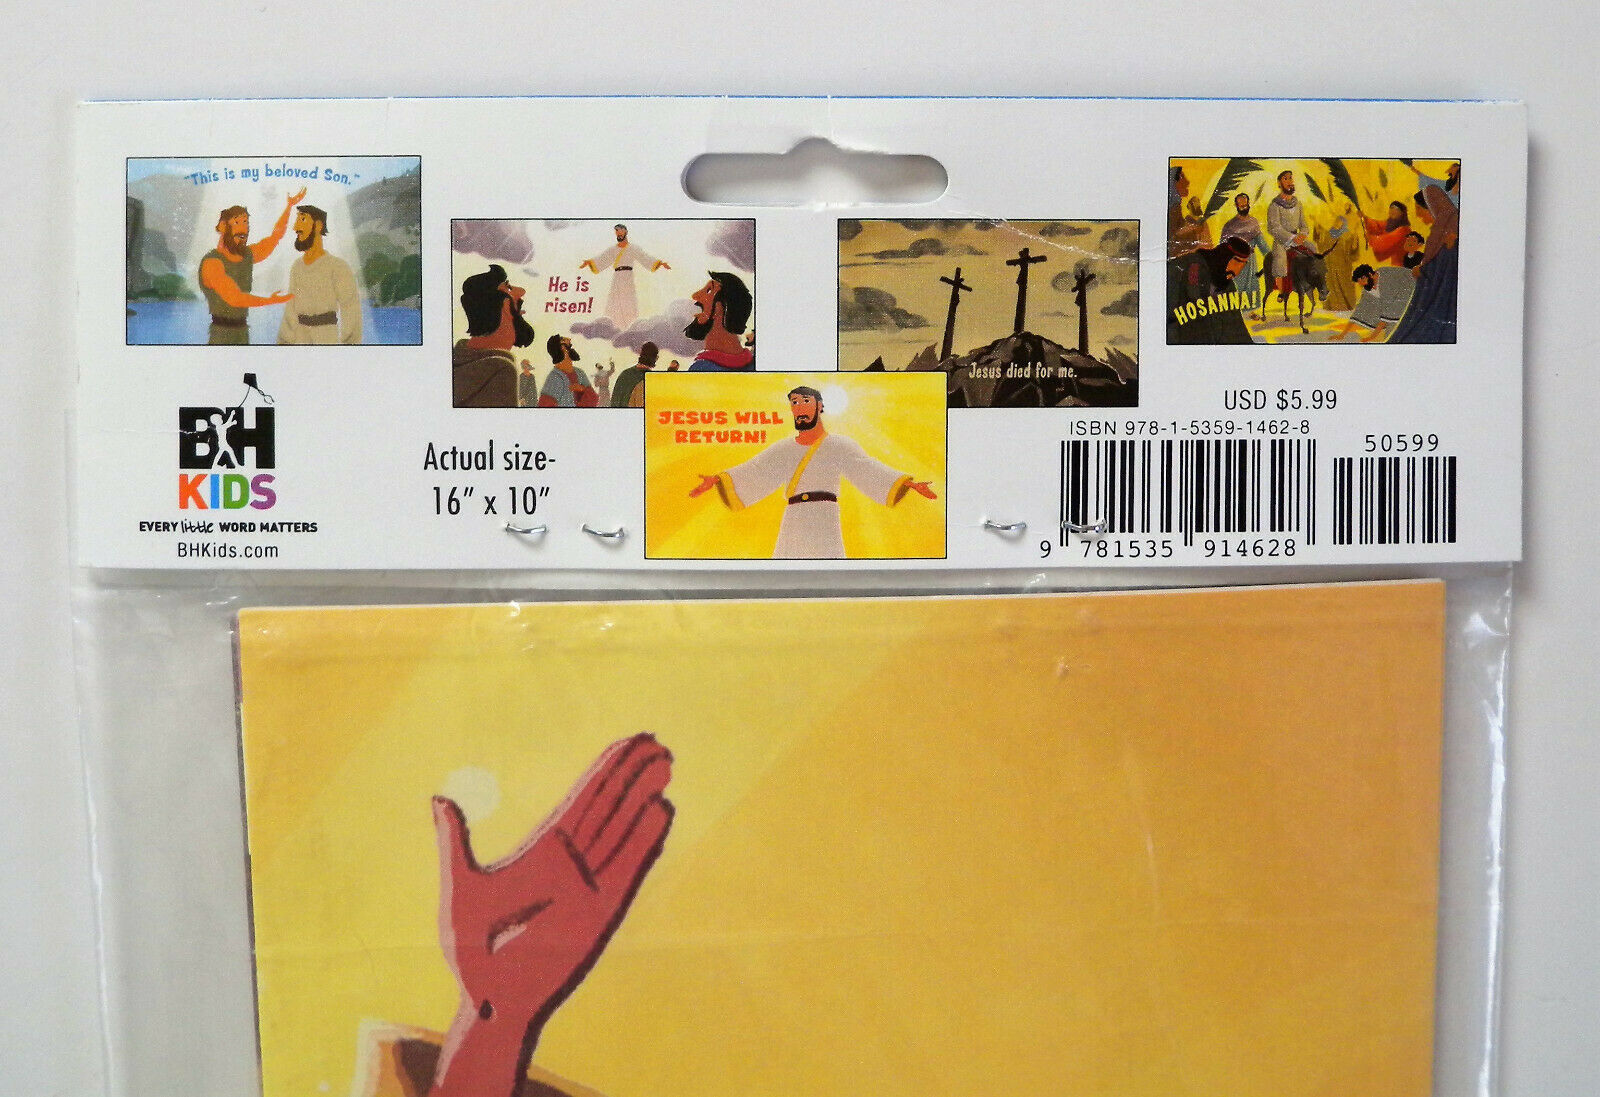 "This is my beloved Son."
He is
risen!
Jesus died for me.
HOSANNA!
JESUS WILL
RETURN!
BH
KIDS
EVERY little WORD MATTERS
BHKids.com
Actual size-
16" x 10"
USD $5.99
ISBN 978-1-5359-1462-8
50599
9 781535 914628